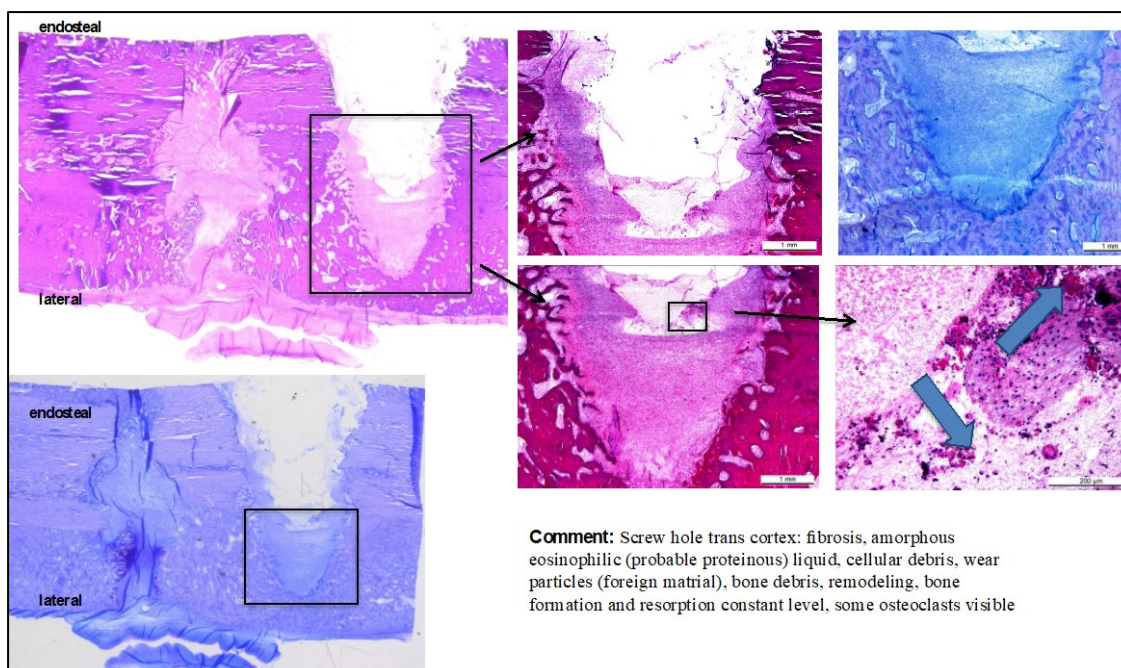 endosteal
lateral
1 mm
1 mm
1 mm
200 µm
endosteal
lateral
Comment: Screw hole trans cortex: fibrosis, amorphous
eosinophilic (probable proteinous) liquid, cellular debris, wear
particles (foreign matrial), bone debris, remodeling, bone
formation and resorption constant level, some osteoclasts visible